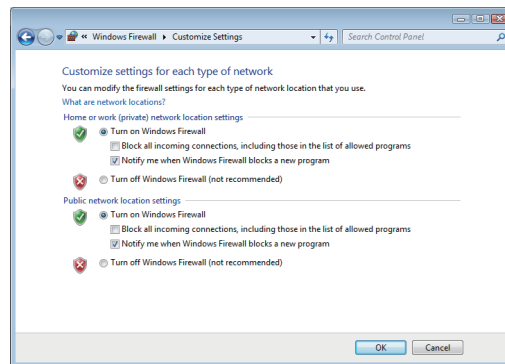 « Windows Firewall ▸ Customize Settings
Search Control Panel
Customize settings for each type of network
You can modify the firewall settings for each type of network location that you use.
What are network locations?
Home or work (private) network location settings
Turn on Windows Firewall
Block all incoming connections, including those in the list of allowed programs
Notify me when Windows Firewall blocks a new program
Turn off Windows Firewall (not recommended)
Public network location settings
Turn on Windows Firewall
Block all incoming connections, including those in the list of allowed programs
Notify me when Windows Firewall blocks a new program
Turn off Windows Firewall (not recommended)
OK Cancel